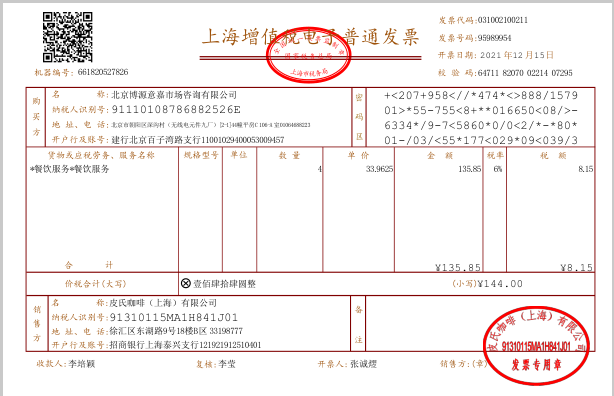 上海增值税电子普通发票
发票代码:031002100211
发票号码:95989954
开票日期:2021年12月15日
校 验 码:64711 82070 02214 07295
机器编号:661820527826
上海市税务局
购买方
名 称:北京博源意嘉市场咨询有限公司
纳税人识别号:91110108786882526E
地 址、电 话:
开户行及账号:建行北京百子湾路支行11001029400053009457
密码区
+<207+958<//*474*<>888/1579
01>*55-755<8+**016650<08/>-
6334*/9-7<5860*0/0<2/*-*80*
01-/03/<55*177<029*09<039/3
货物或应税劳务、服务名称 规格型号 单位 数 量 单 价 金 额 税率 税 额
*餐饮服务*餐饮服务 4 33.9625 135.85 6% 8.15
合 计 ¥135.85 ¥8.15
价税合计(大写) ⊗壹佰肆拾肆圆整 (小写)¥144.00
销售方
名 称:皮氏咖啡(上海)有限公司
纳税人识别号:91310115MA1H841J01
地 址、电 话:徐汇区东湖路9号18楼B区 33198777
开户行及账号:招商银行上海泰兴支行121921912510401
备注
收款人:李培颖 复核:李莹 开票人:张诚熤 销售方:(章)
皮氏咖啡(上海)有限公司
91310115MA1H841J01
发票专用章